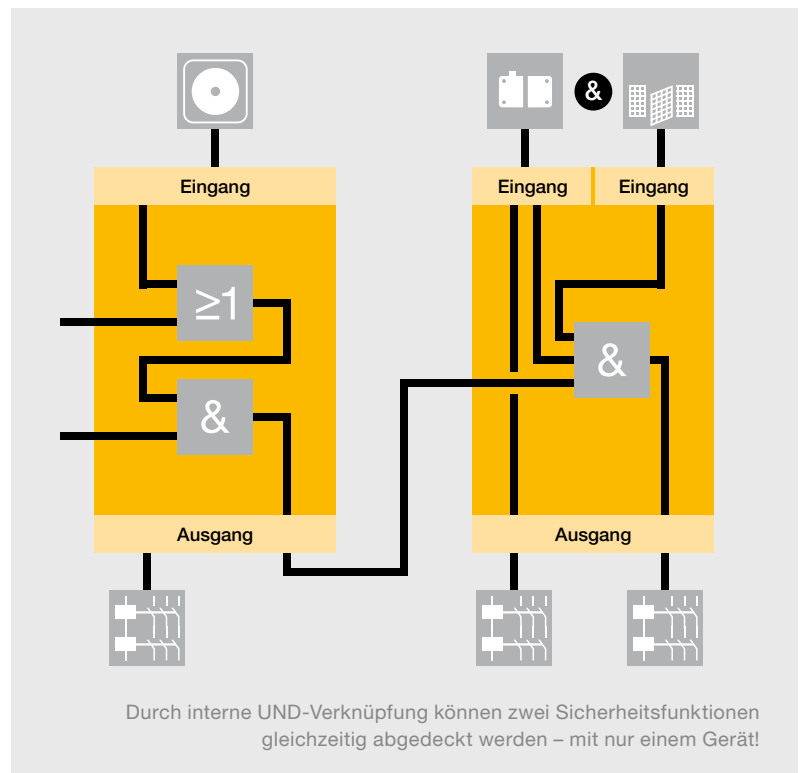 &
Eingang
Eingang
Eingang
≥1
&
&
Ausgang
Ausgang
Durch interne UND-Verknüpfung können zwei Sicherheitsfunktionen
gleichzeitig abgedeckt werden – mit nur einem Gerät!